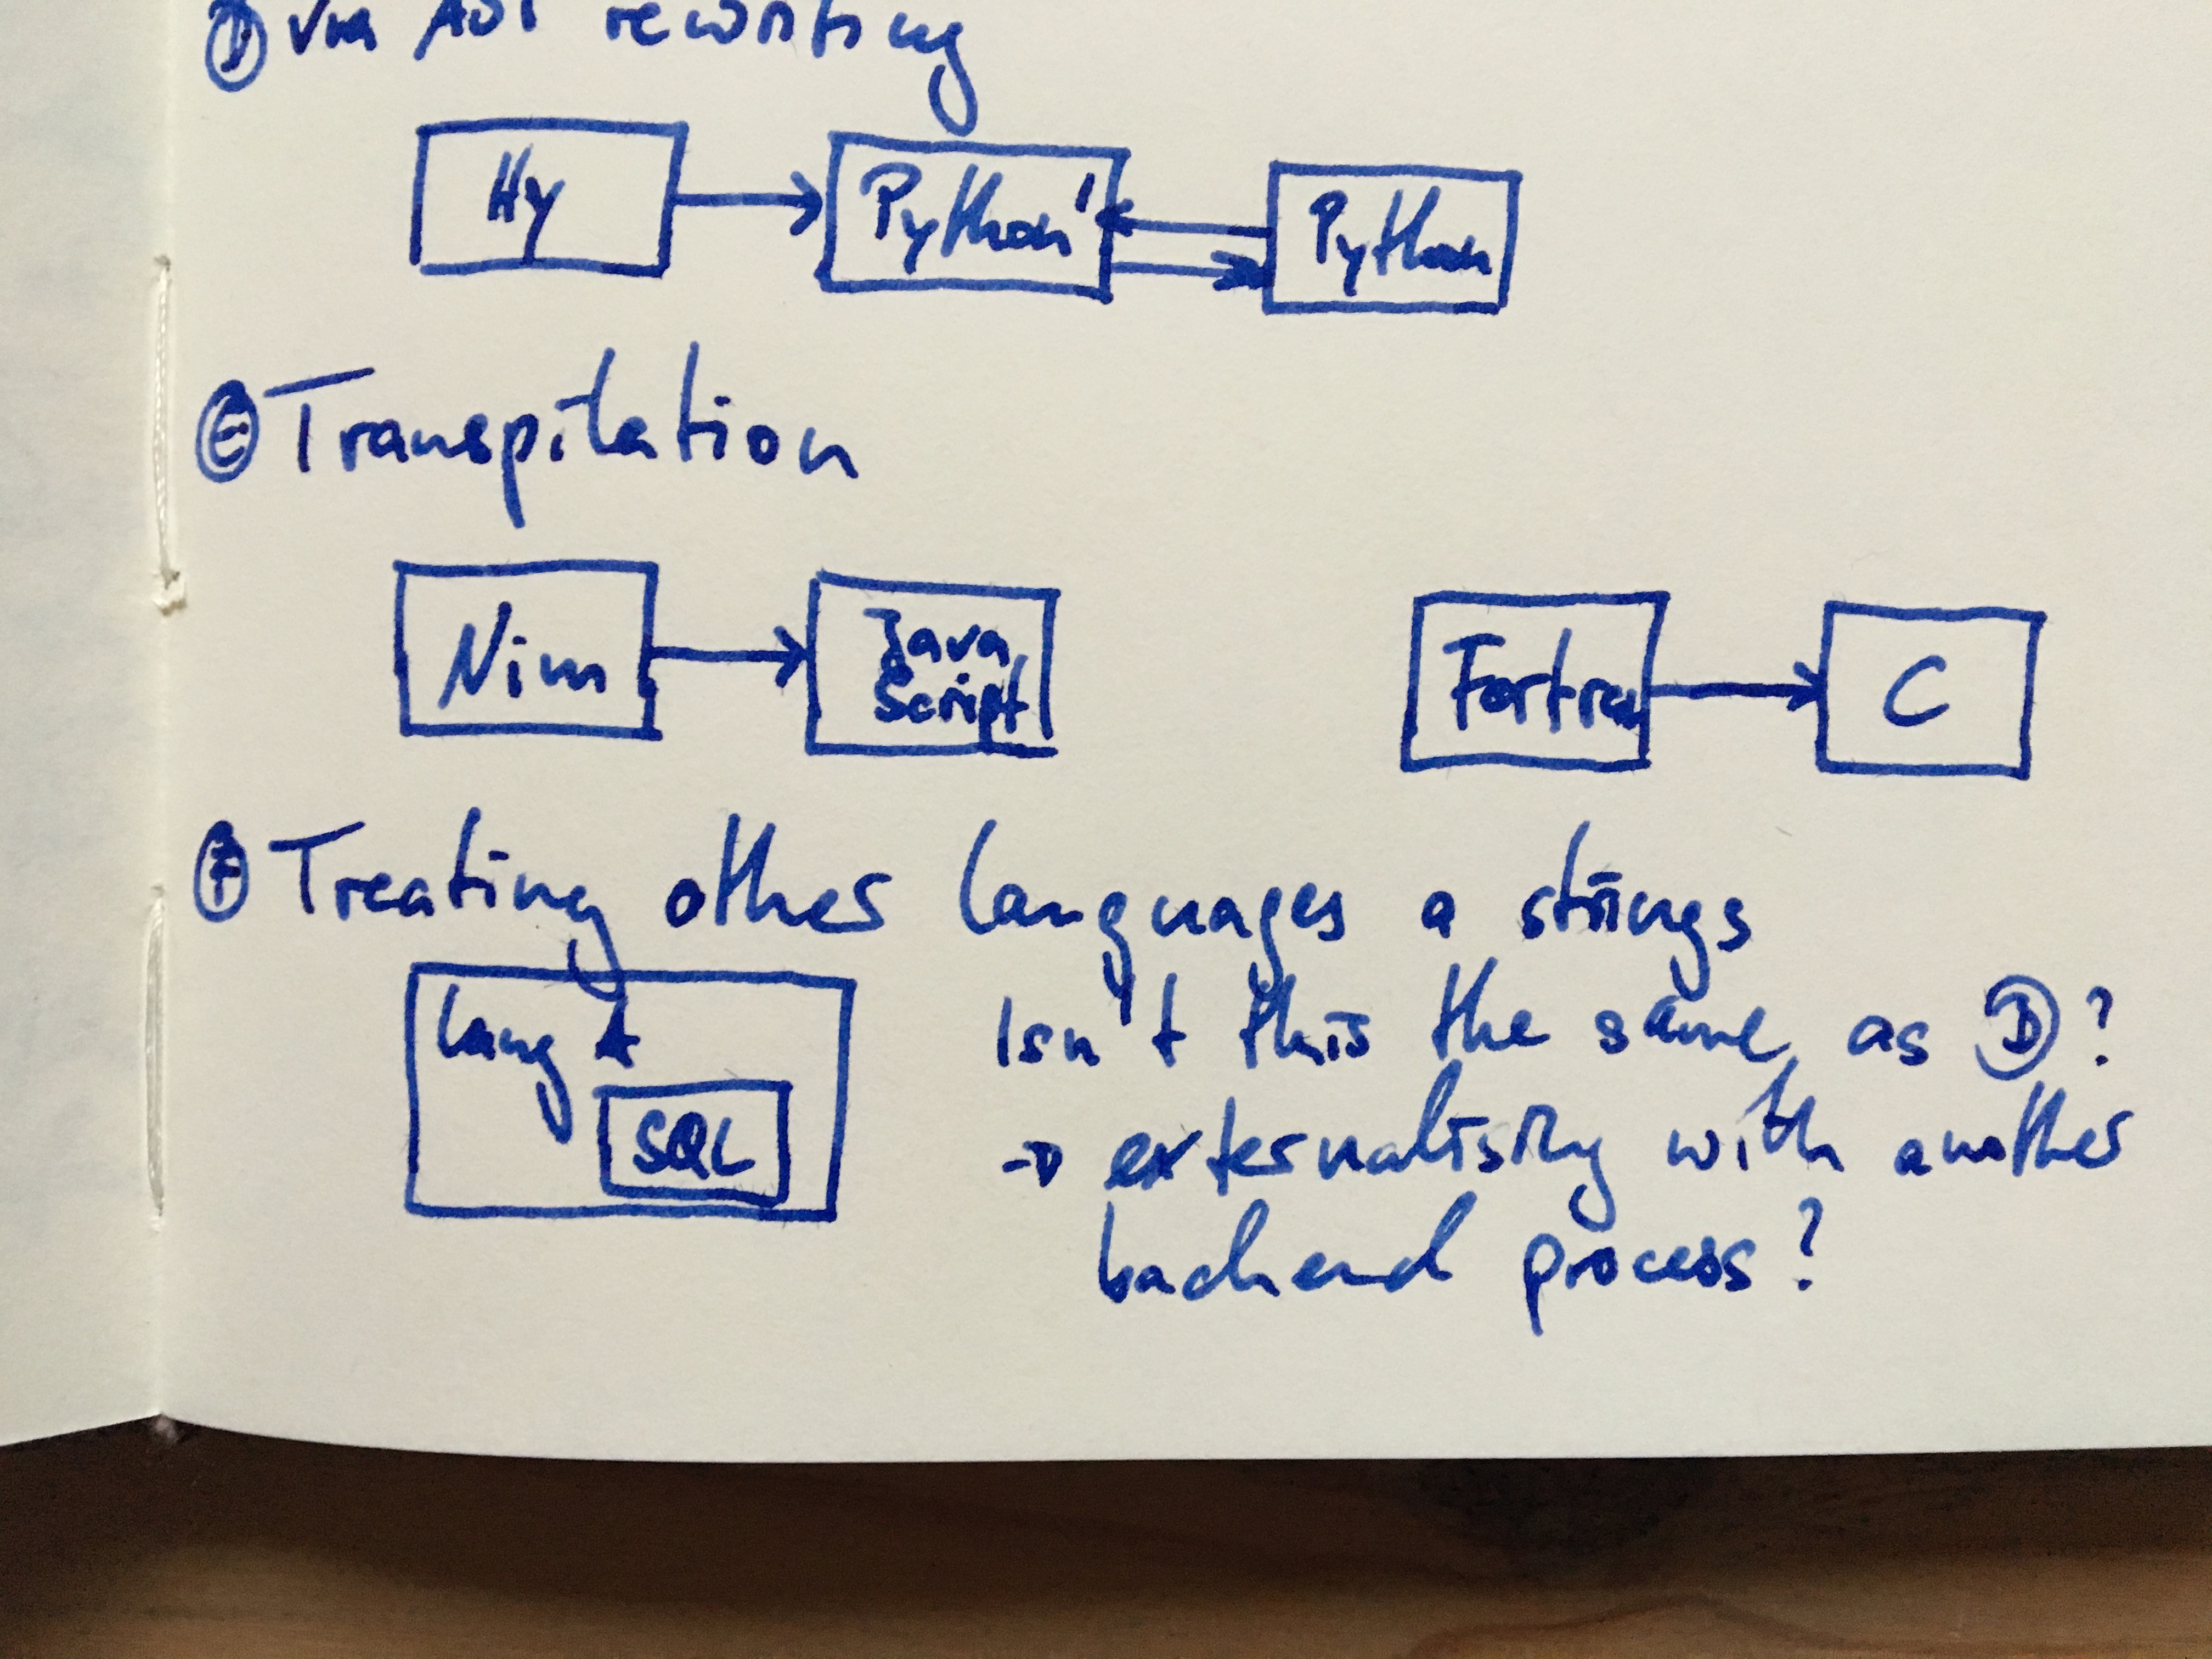 Ⓓ via AST rewriting
Hy Python' Python
Ⓔ Transpilation
Nim Java Script Fortran C
Ⓕ Treating other languages a strings
lang A
SQL
Isn't this the same as Ⓓ?
→ externalising with another
backend process?